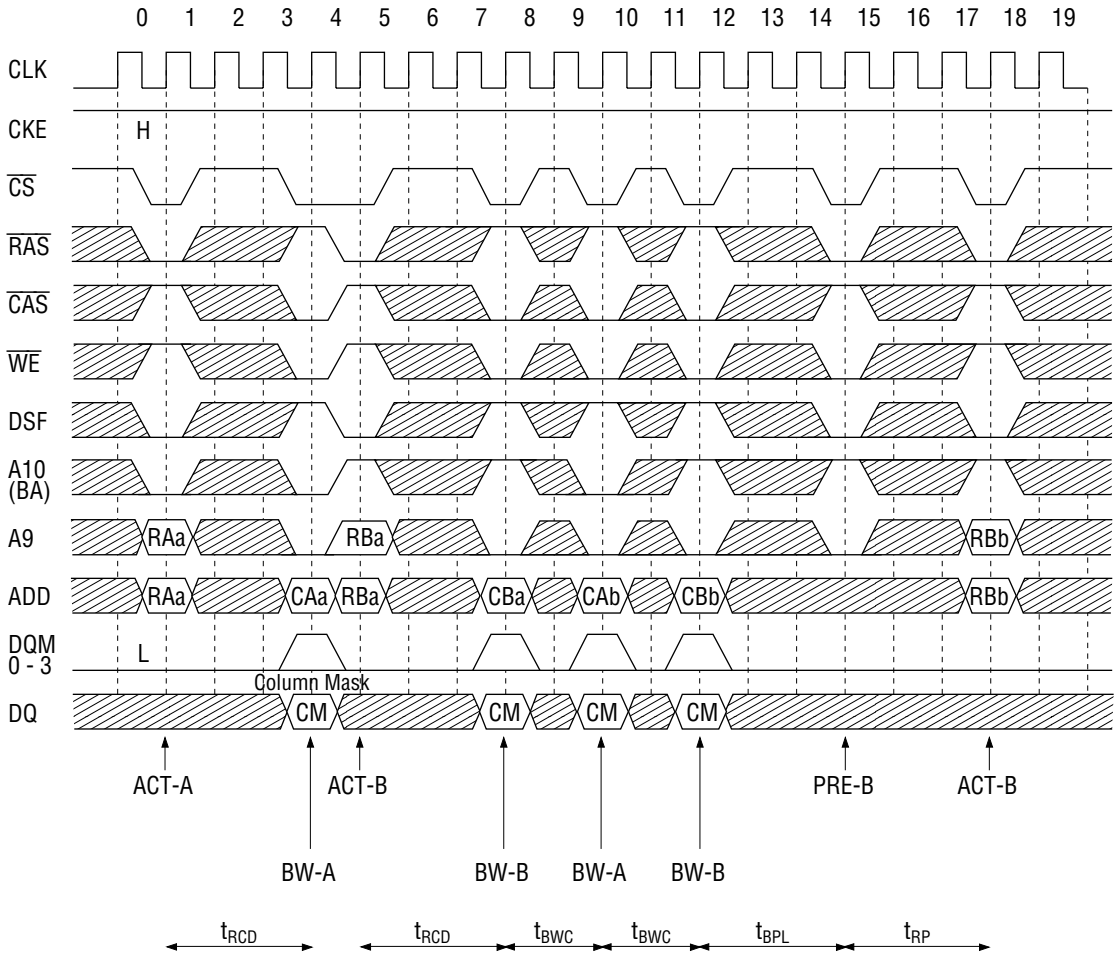 0 1 2 3 4 5 6 7 8 9 10 11 12 13 14 15 16 17 18 19
CLK
CKE H
CS
RAS
CAS
WE
DSF
A10
(BA)
A9 RAa RBa RBb
ADD RAa CAa RBa CBa CAb CBb RBb
DQM
0 - 3 L
Column Mask
DQ CM CM CM CM
ACT-A ACT-B PRE-B ACT-B
BW-A BW-B BW-A BW-B
tRCD tRCD tBWC tBWC tBPL tRP